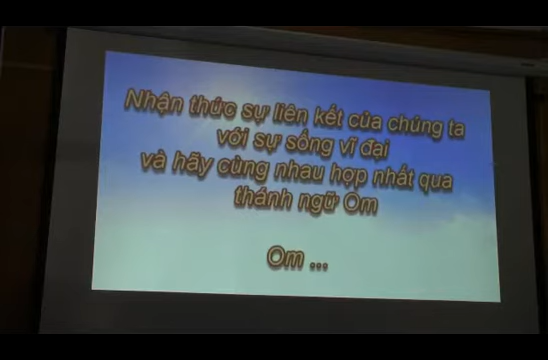 Nhận thức sự liên kết của chúng ta
với sự sống vĩ đại
và hãy cùng nhau hợp nhất qua
thánh ngữ Om
Om ...